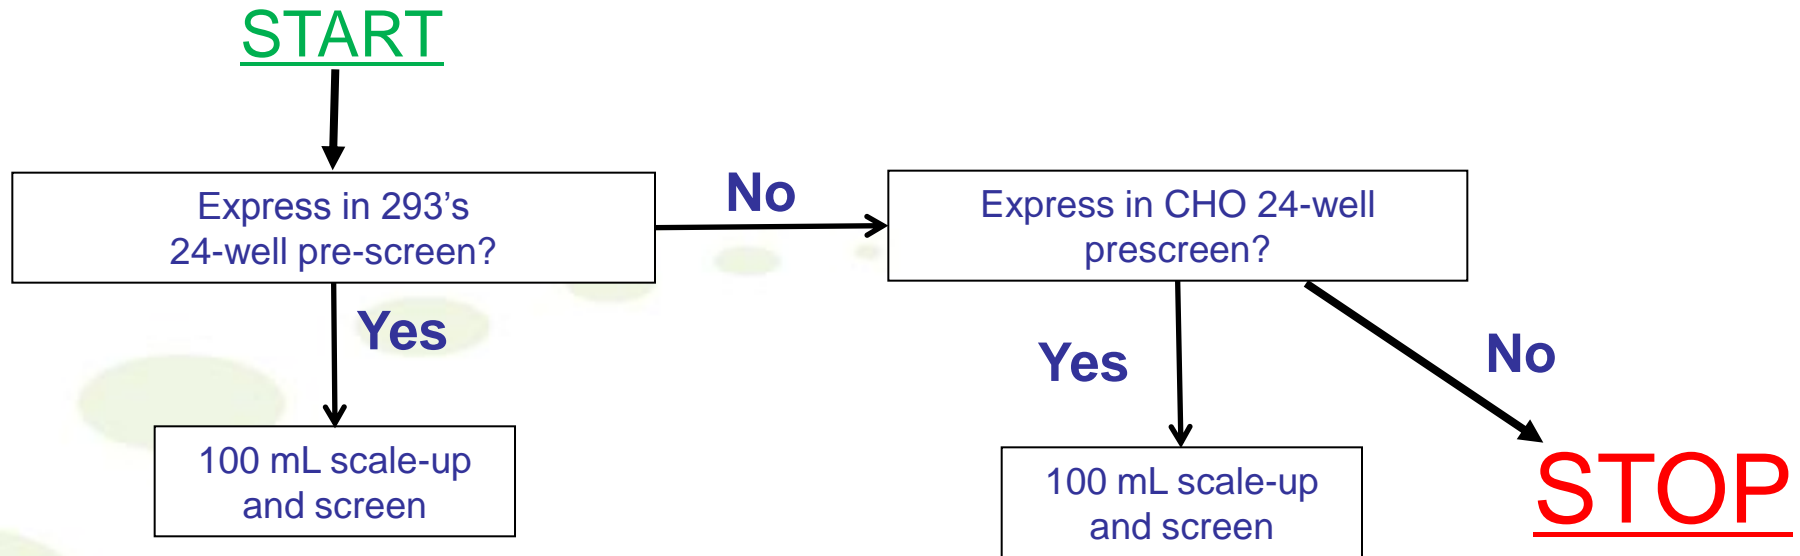 START
Express in 293's
24-well pre-screen?
No
Express in CHO 24-well
prescreen?
Yes
100 mL scale-up
and screen
Yes
100 mL scale-up
and screen
No
STOP